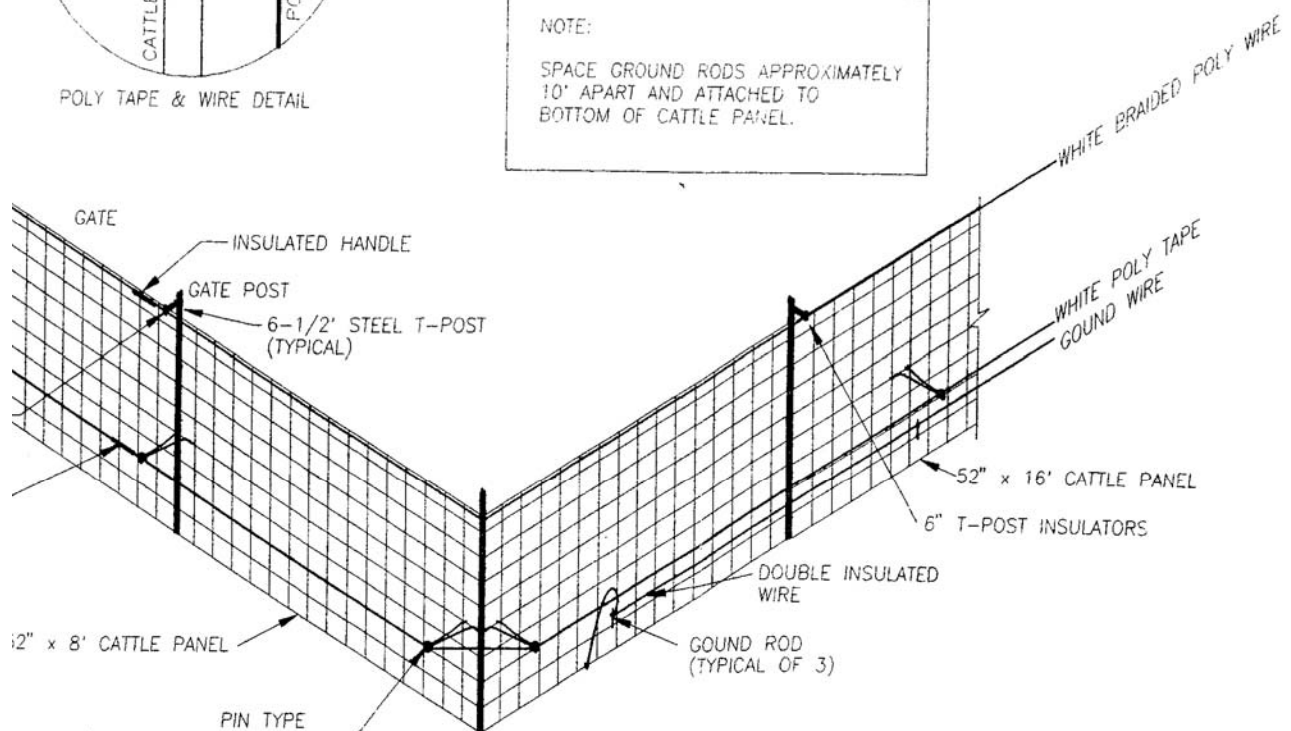 CATTLE
PO
POLY TAPE & WIRE DETAIL
NOTE:
SPACE GROUND RODS APPROXIMATELY
10' APART AND ATTACHED TO
BOTTOM OF CATTLE PANEL.
WHITE BRAIDED POLY WIRE
GATE
INSULATED HANDLE
GATE POST
6-1/2' STEEL T-POST
(TYPICAL)
WHITE POLY TAPE
GOUND WIRE
52" x 16' CATTLE PANEL
6" T-POST INSULATORS
DOUBLE INSULATED
WIRE
GOUND ROD
(TYPICAL OF 3)
2" x 8' CATTLE PANEL
PIN TYPE